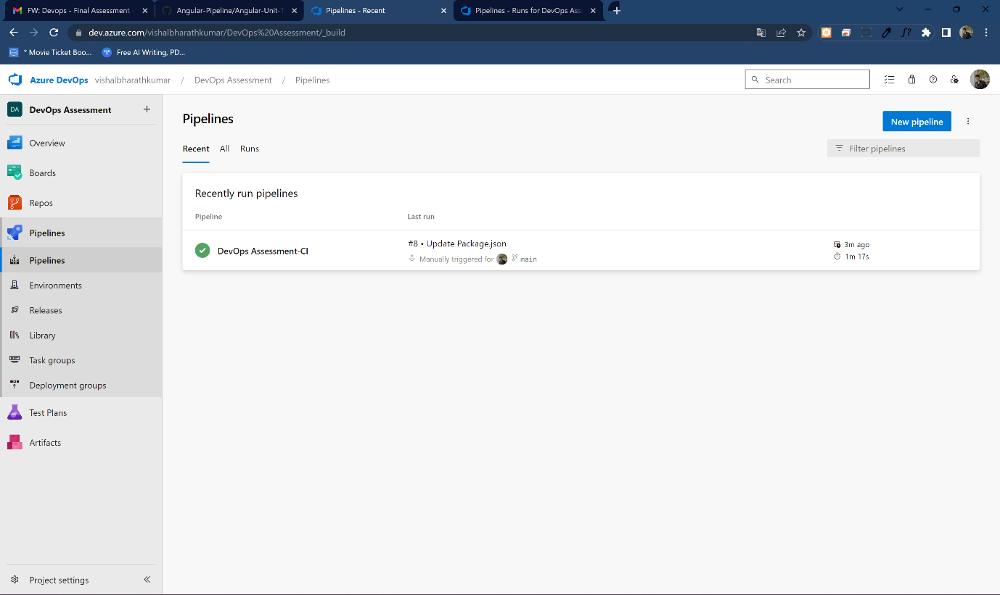 FW: Devops - Final Assessment -
Angular-Pipeline/Angular-Unit-T
Pipelines - Recent
Pipelines - Runs for DevOps Ass
dev.azure.com/vishalbharathkumar/DevOps%20Assessment/_build
* Movie Ticket Boo...
Free AI Writing, PD...
Azure DevOps vishalbharathkumar / DevOps Assessment / Pipelines
Search
DA DevOps Assessment
Overview
Boards
Repos
Pipelines
Pipelines
Environments
Releases
Library
Task groups
Deployment groups
Test Plans
Artifacts
Project settings
Pipelines
New pipeline
Recent All Runs
Filter pipelines
Recently run pipelines
Pipeline Last run
DevOps Assessment-CI
#8 • Update Package.json
Manually triggered for main
3m ago
1m 17s